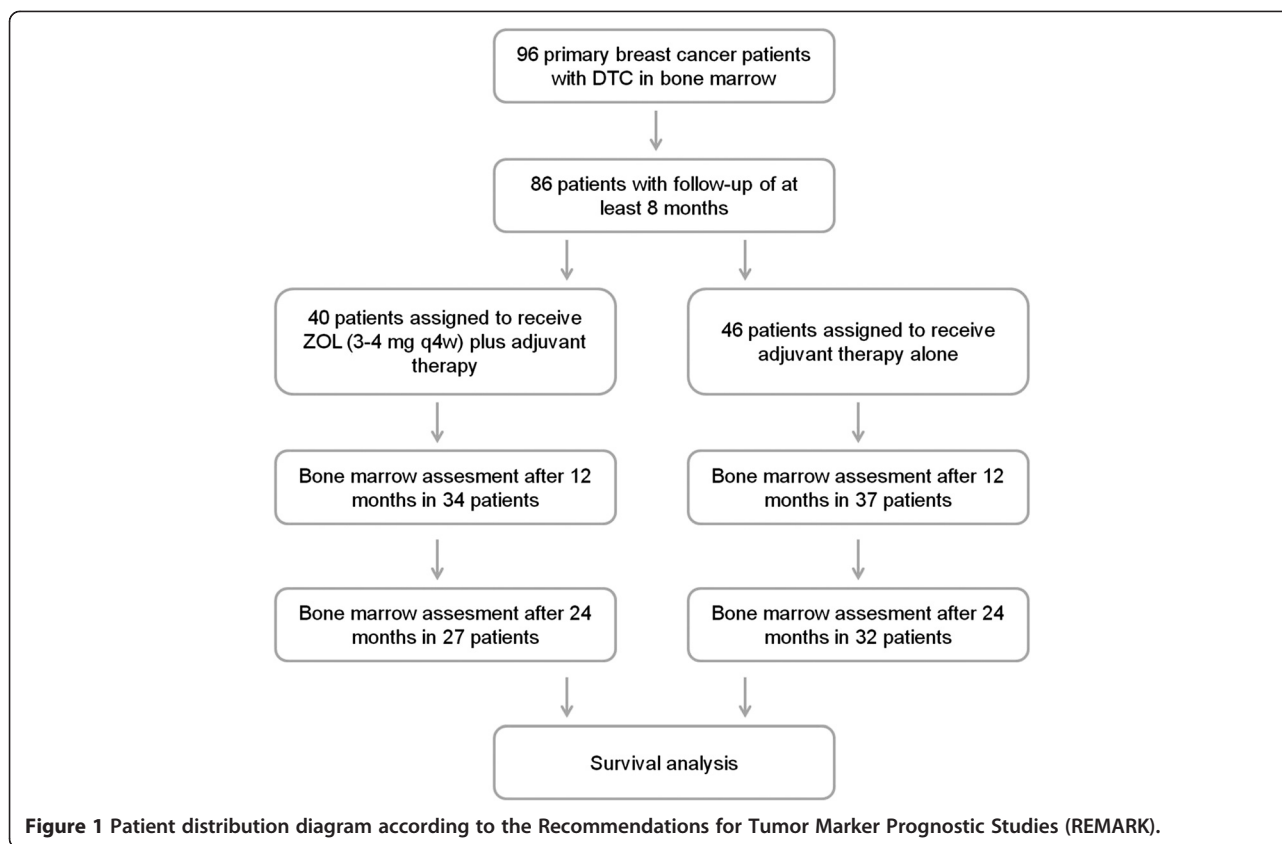 96 primary breast cancer patients
with DTC in bone marrow
86 patients with follow-up of at
least 8 months
40 patients assigned to receive
ZOL (3-4 mg q4w) plus adjuvant
therapy
46 patients assigned to receive
adjuvant therapy alone
Bone marrow assesment after 12
months in 34 patients
Bone marrow assesment after 12
months in 37 patients
Bone marrow assesment after 24
months in 27 patients
Bone marrow assesment after 24
months in 32 patients
Survival analysis
Figure 1 Patient distribution diagram according to the Recommendations for Tumor Marker Prognostic Studies (REMARK).